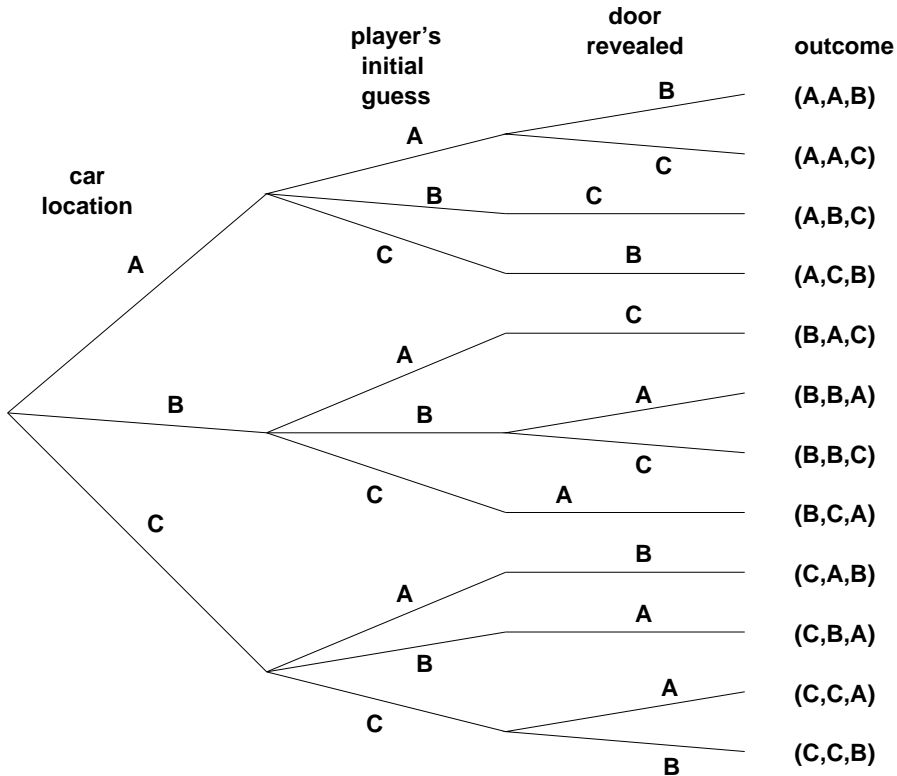 door
revealed
player's
initial
guess
outcome
car
location
B
(A,A,B)
A
C
(A,A,C)
B
C
(A,B,C)
A
C
B
(A,C,B)
C
(B,A,C)
A
A
(B,B,A)
B
B
C
(B,B,C)
C
A
(B,C,A)
C
B
(C,A,B)
A
A
(C,B,A)
B
A
(C,C,A)
C
B
(C,C,B)